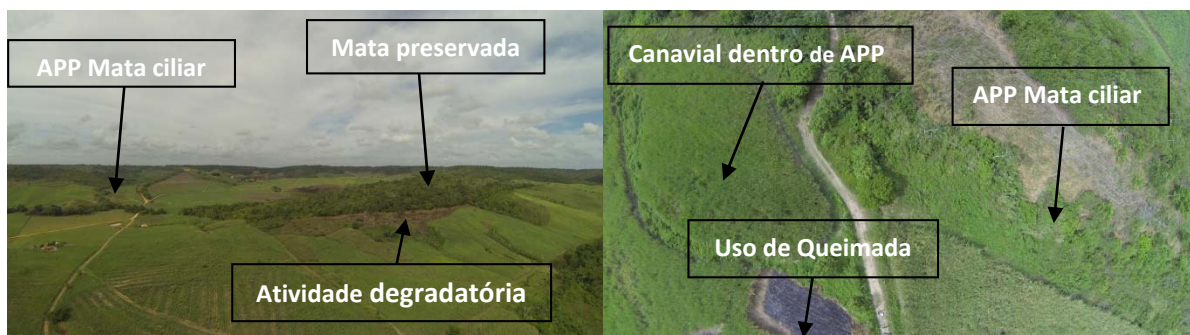 APP Mata ciliar
Mata preservada
Atividade degradatória
Canavial dentro de APP
APP Mata ciliar
Uso de Queimada